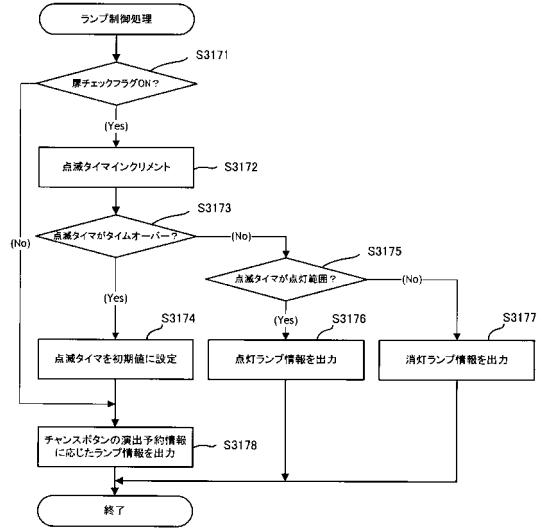 ランプ制御処理
S3171
扉チェックフラグON？
(Yes)
点滅タイマインクリメント
S3172
S3173
点滅タイマがタイムオーバー？
(No)
(No)
S3175
点滅タイマが点灯範囲？
(No)
(Yes)
(Yes)
S3174
S3176
S3177
点滅タイマを初期値に設定
点灯ランプ情報を出力
消灯ランプ情報を出力
チャンスボタンの演出予約情報
に応じたランプ情報を出力
S3178
終了